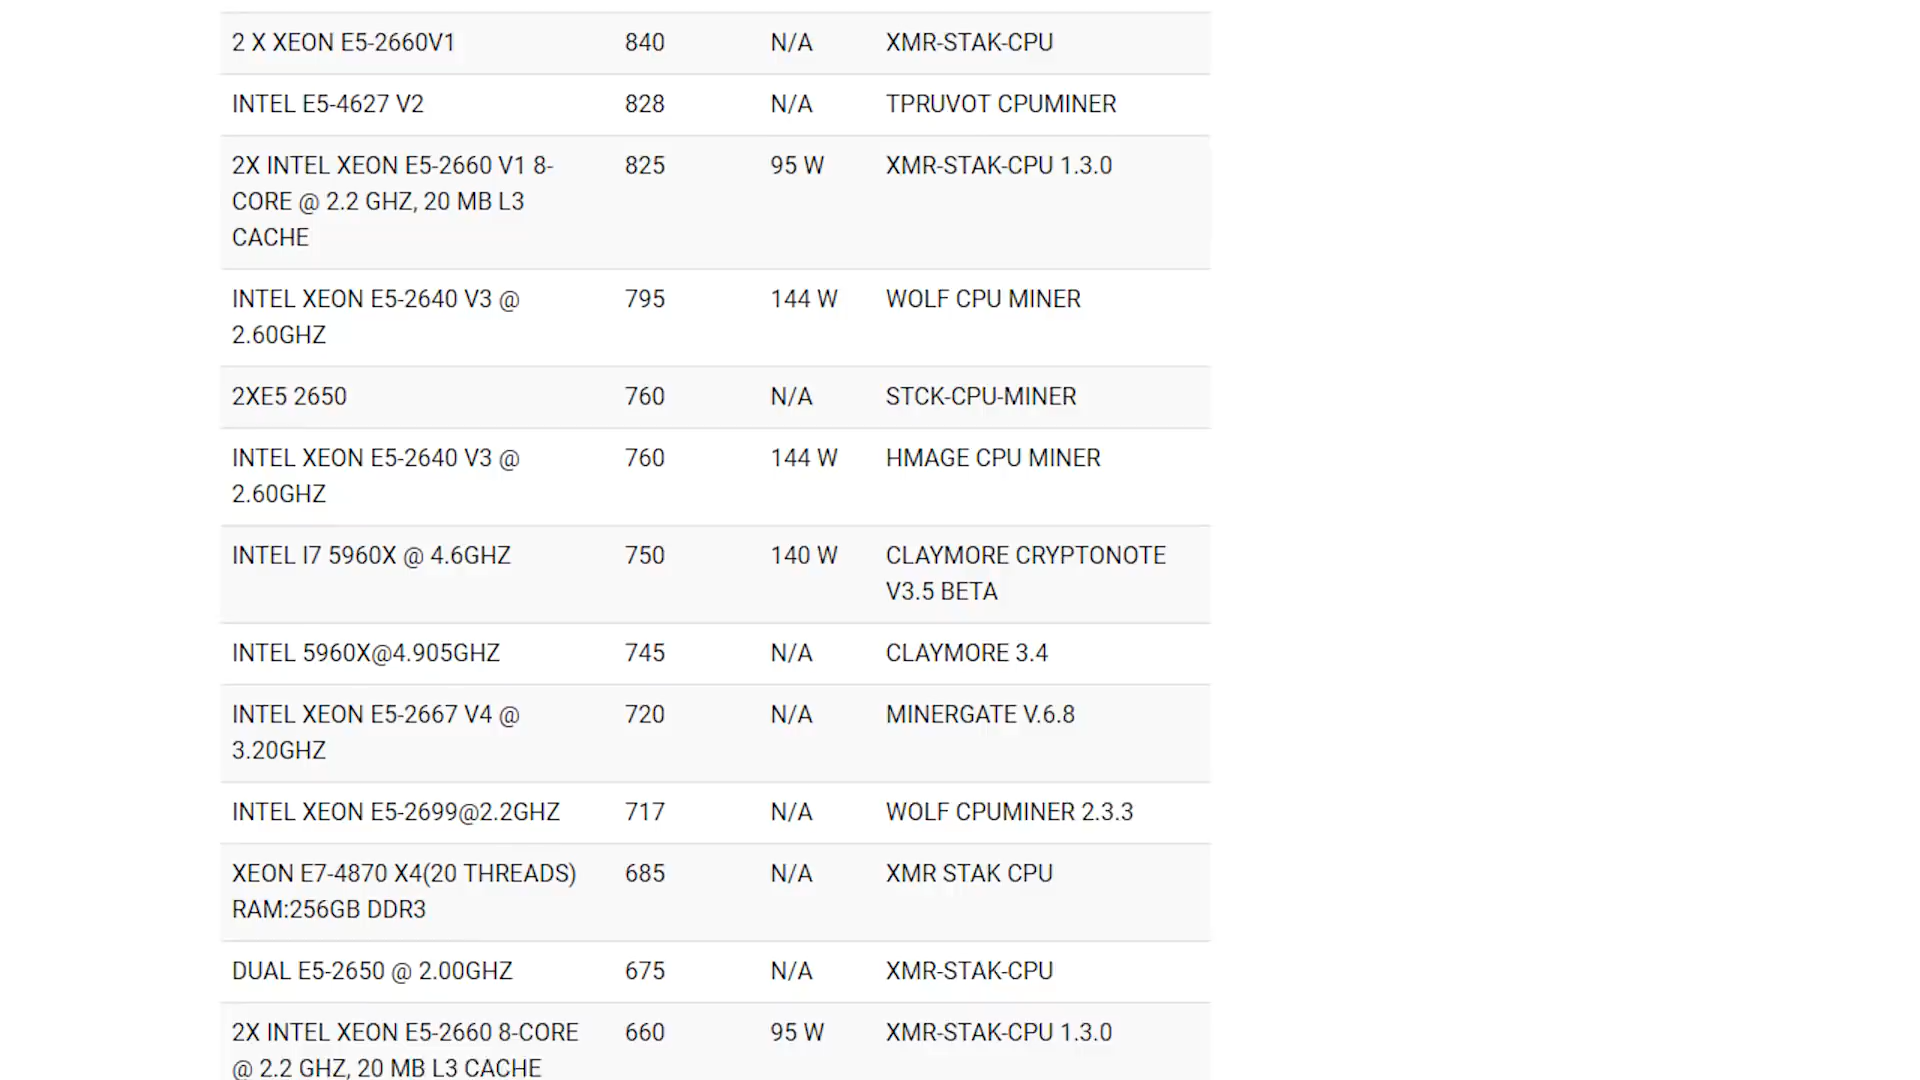 2 X XEON E5-2660V1 840 N/A XMR-STAK-CPU
INTEL E5-4627 V2 828 N/A TPRUVOT CPUMINER
2X INTEL XEON E5-2660 V1 8- 825 95 W XMR-STAK-CPU 1.3.0
CORE @ 2.2 GHZ, 20 MB L3
CACHE
INTEL XEON E5-2640 V3 @ 795 144 W WOLF CPU MINER
2.60GHZ
2XE5 2650 760 N/A STCK-CPU-MINER
INTEL XEON E5-2640 V3 @ 760 144 W HMAGE CPU MINER
2.60GHZ
INTEL I7 5960X @ 4.6GHZ 750 140 W CLAYMORE CRYPTONOTE
V3.5 BETA
INTEL 5960X@4.905GHZ 745 N/A CLAYMORE 3.4
INTEL XEON E5-2667 V4 @ 720 N/A MINERGATE V.6.8
3.20GHZ
INTEL XEON E5-2699@2.2GHZ 717 N/A WOLF CPUMINER 2.3.3
XEON E7-4870 X4(20 THREADS) 685 N/A XMR STAK CPU
RAM:256GB DDR3
DUAL E5-2650 @ 2.00GHZ 675 N/A XMR-STAK-CPU
2X INTEL XEON E5-2660 8-CORE 660 95 W XMR-STAK-CPU 1.3.0
@ 2.2 GHZ, 20 MB L3 CACHE